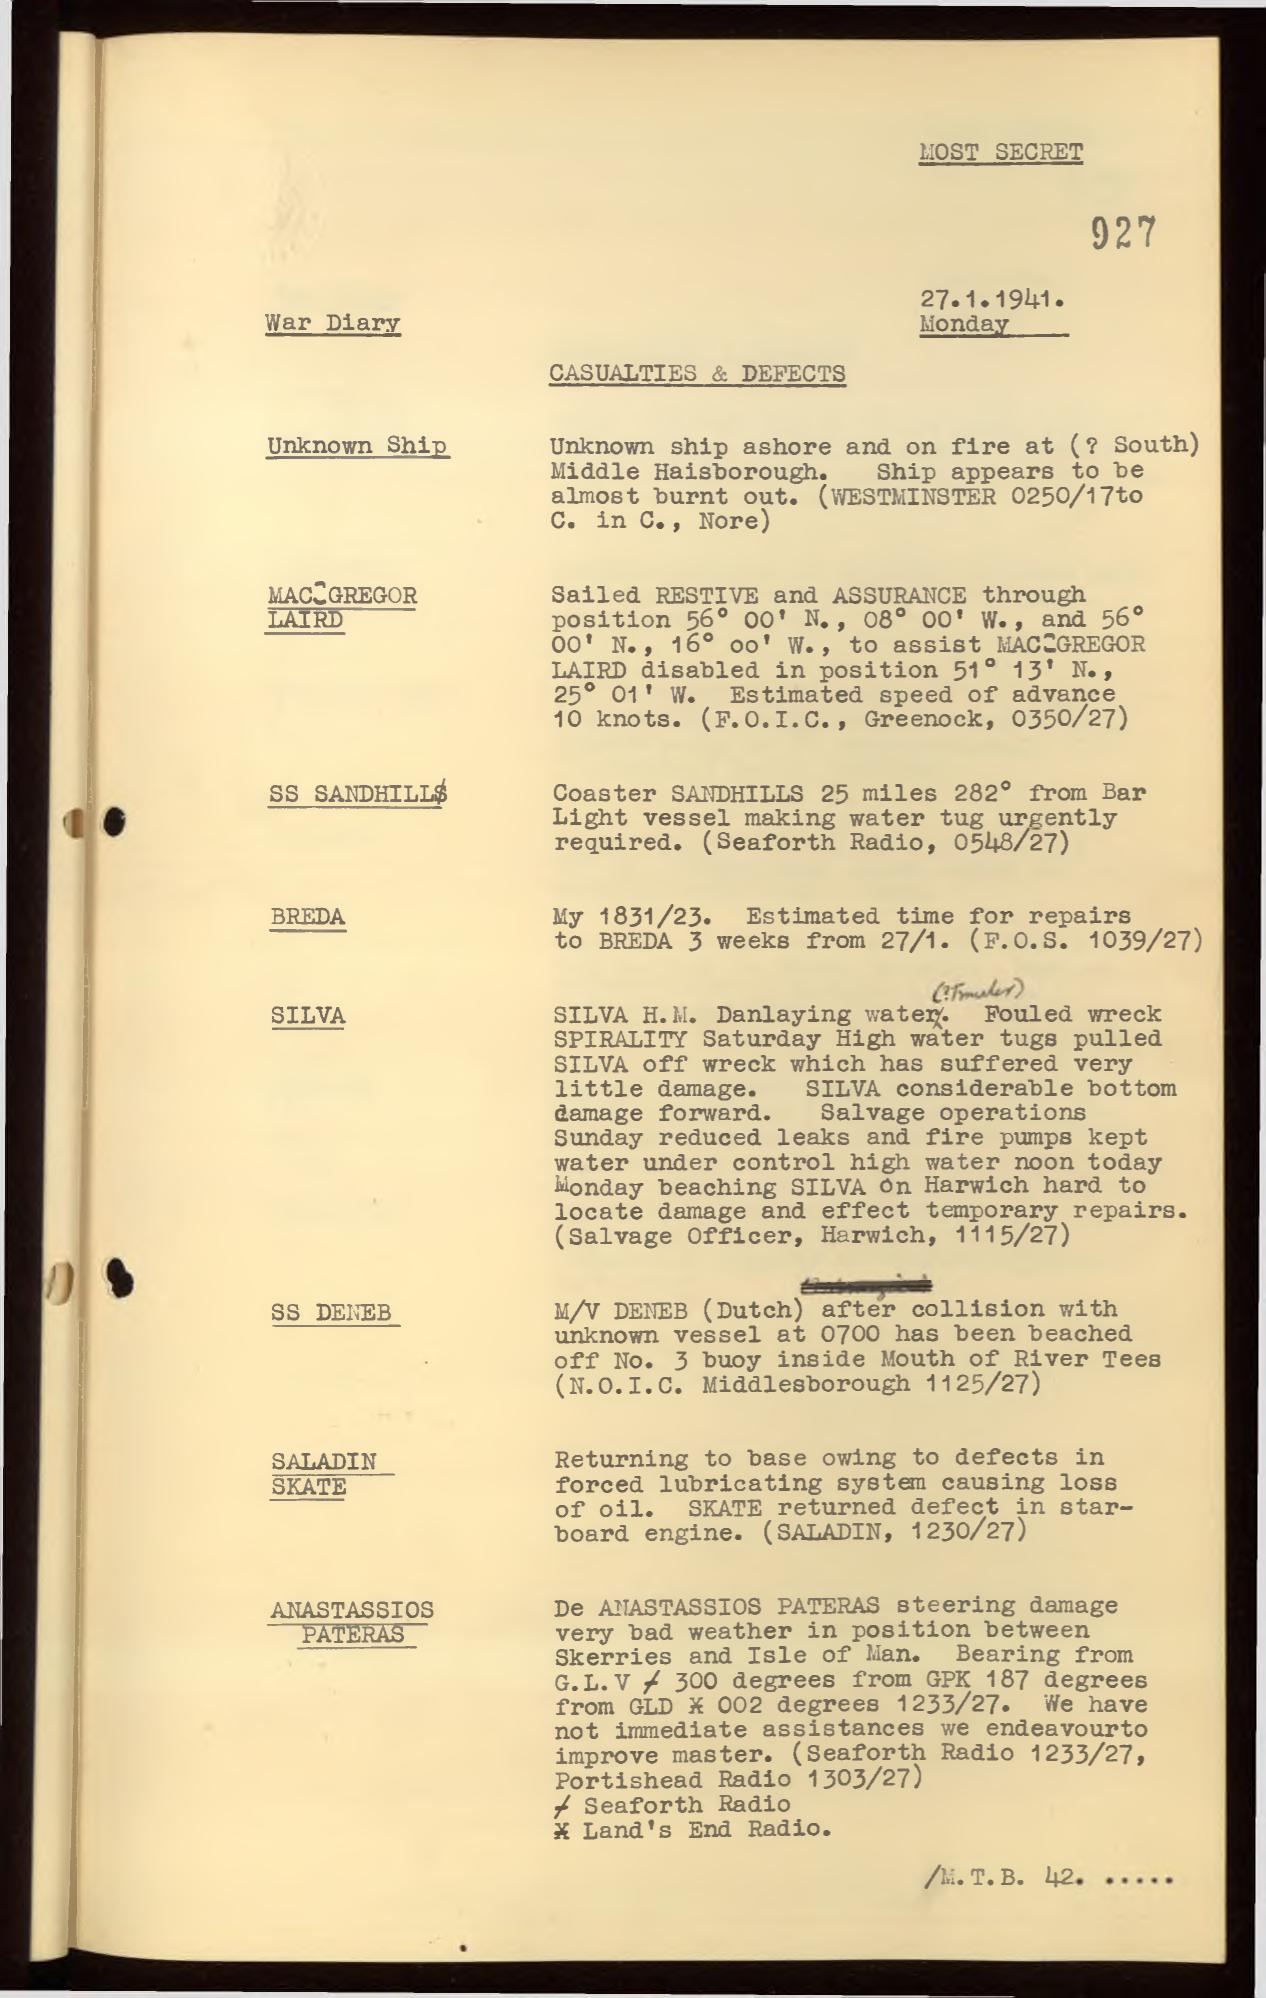 MOST SECRET
927
27.1.1941.
War Diary
Monday
CASUALTIES & DEFECTS
Unknown Ship
Unknown ship ashore and on fire at (? South)
Middle Haisborough. Ship appears to be
almost burnt out. (WESTMINSTER 0250/17to
C. in C., Nore)
MAC GREGOR
LAIRD
Sailed RESTIVE and ASSURANCE through
position 56° 00' N., 08° 00' W., and 56°
00' N., 16° oo' W., to assist MAC GREGOR
LAIRD disabled in position 51° 13' N.,
25° 01' W. Estimated speed of advance
10 knots. (F.O.I.C., Greenock, 0350/27)
SS SANDHILLS
Coaster SANDHILLS 25 miles 282° from Bar
Light vessel making water tug urgently
required. (Seaforth Radio, 0548/27)
BREDA
My 1831/23. Estimated time for repairs
to BREDA 3 weeks from 27/1. (F.O.S. 1039/27)
SILVA
(?Trawler)
SILVA H.M. Danlaying water. Fouled wreck
SPIRALITY Saturday High water tugs pulled
SILVA off wreck which has suffered very
little damage. SILVA considerable bottom
damage forward. Salvage operations
Sunday reduced leaks and fire pumps kept
water under control high water noon today
Monday beaching SILVA on Harwich hard to
locate damage and effect temporary repairs.
(Salvage Officer, Harwich, 1115/27)
SS DENEB
M/V DENEB (Dutch) after collision with
unknown vessel at 0700 has been beached
off No. 3 buoy inside Mouth of River Tees
(N.O.I.C. Middlesborough 1125/27)
SALADIN
SKATE
Returning to base owing to defects in
forced lubricating system causing loss
of oil. SKATE returned defect in star-
board engine. (SALADIN, 1230/27)
ANASTASSIOS
PATERAS
De ANASTASSIOS PATERAS steering damage
very bad weather in position between
Skerries and Isle of Man. Bearing from
G.L.V ≠ 300 degrees from GPK 187 degrees
from GLD ӿ 002 degrees 1233/27. We have
not immediate assistances we endeavourto
improve master. (Seaforth Radio 1233/27,
Portishead Radio 1303/27)
≠ Seaforth Radio
ӿ Land's End Radio.
/M.T.B. 42. .....